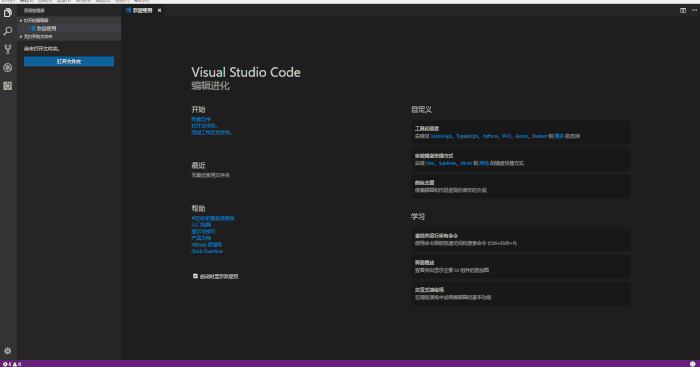 资源管理器
打开的编辑器
欢迎使用
无打开的文件夹
尚未打开文件夹。
打开文件夹
欢迎使用
Visual Studio Code
编辑进化
开始
新建文件
打开文件夹...
添加工作区文件夹...
最近
无最近使用文件夹
帮助
可打印的键盘速查表
入门视频
提示与技巧
产品文档
GitHub 存储库
Stack Overflow
启动时显示欢迎页
自定义
工具和语言
安装对 JavaScript、TypeScript、Python、PHP、Azure、Docker 和 更多 的支持
安装键盘快捷方式
安装 Vim、Sublime、Atom 和 其他 的键盘快捷方式
颜色主题
使编辑器和代码呈现你喜欢的外观
学习
查找并运行所有命令
使用命令面板快速访问和搜索命令 (Ctrl+Shift+P)
界面概述
查看突出显示主要 UI 组件的叠加图
交互式演练场
在简短演练中试用编辑器的基本功能
0 0